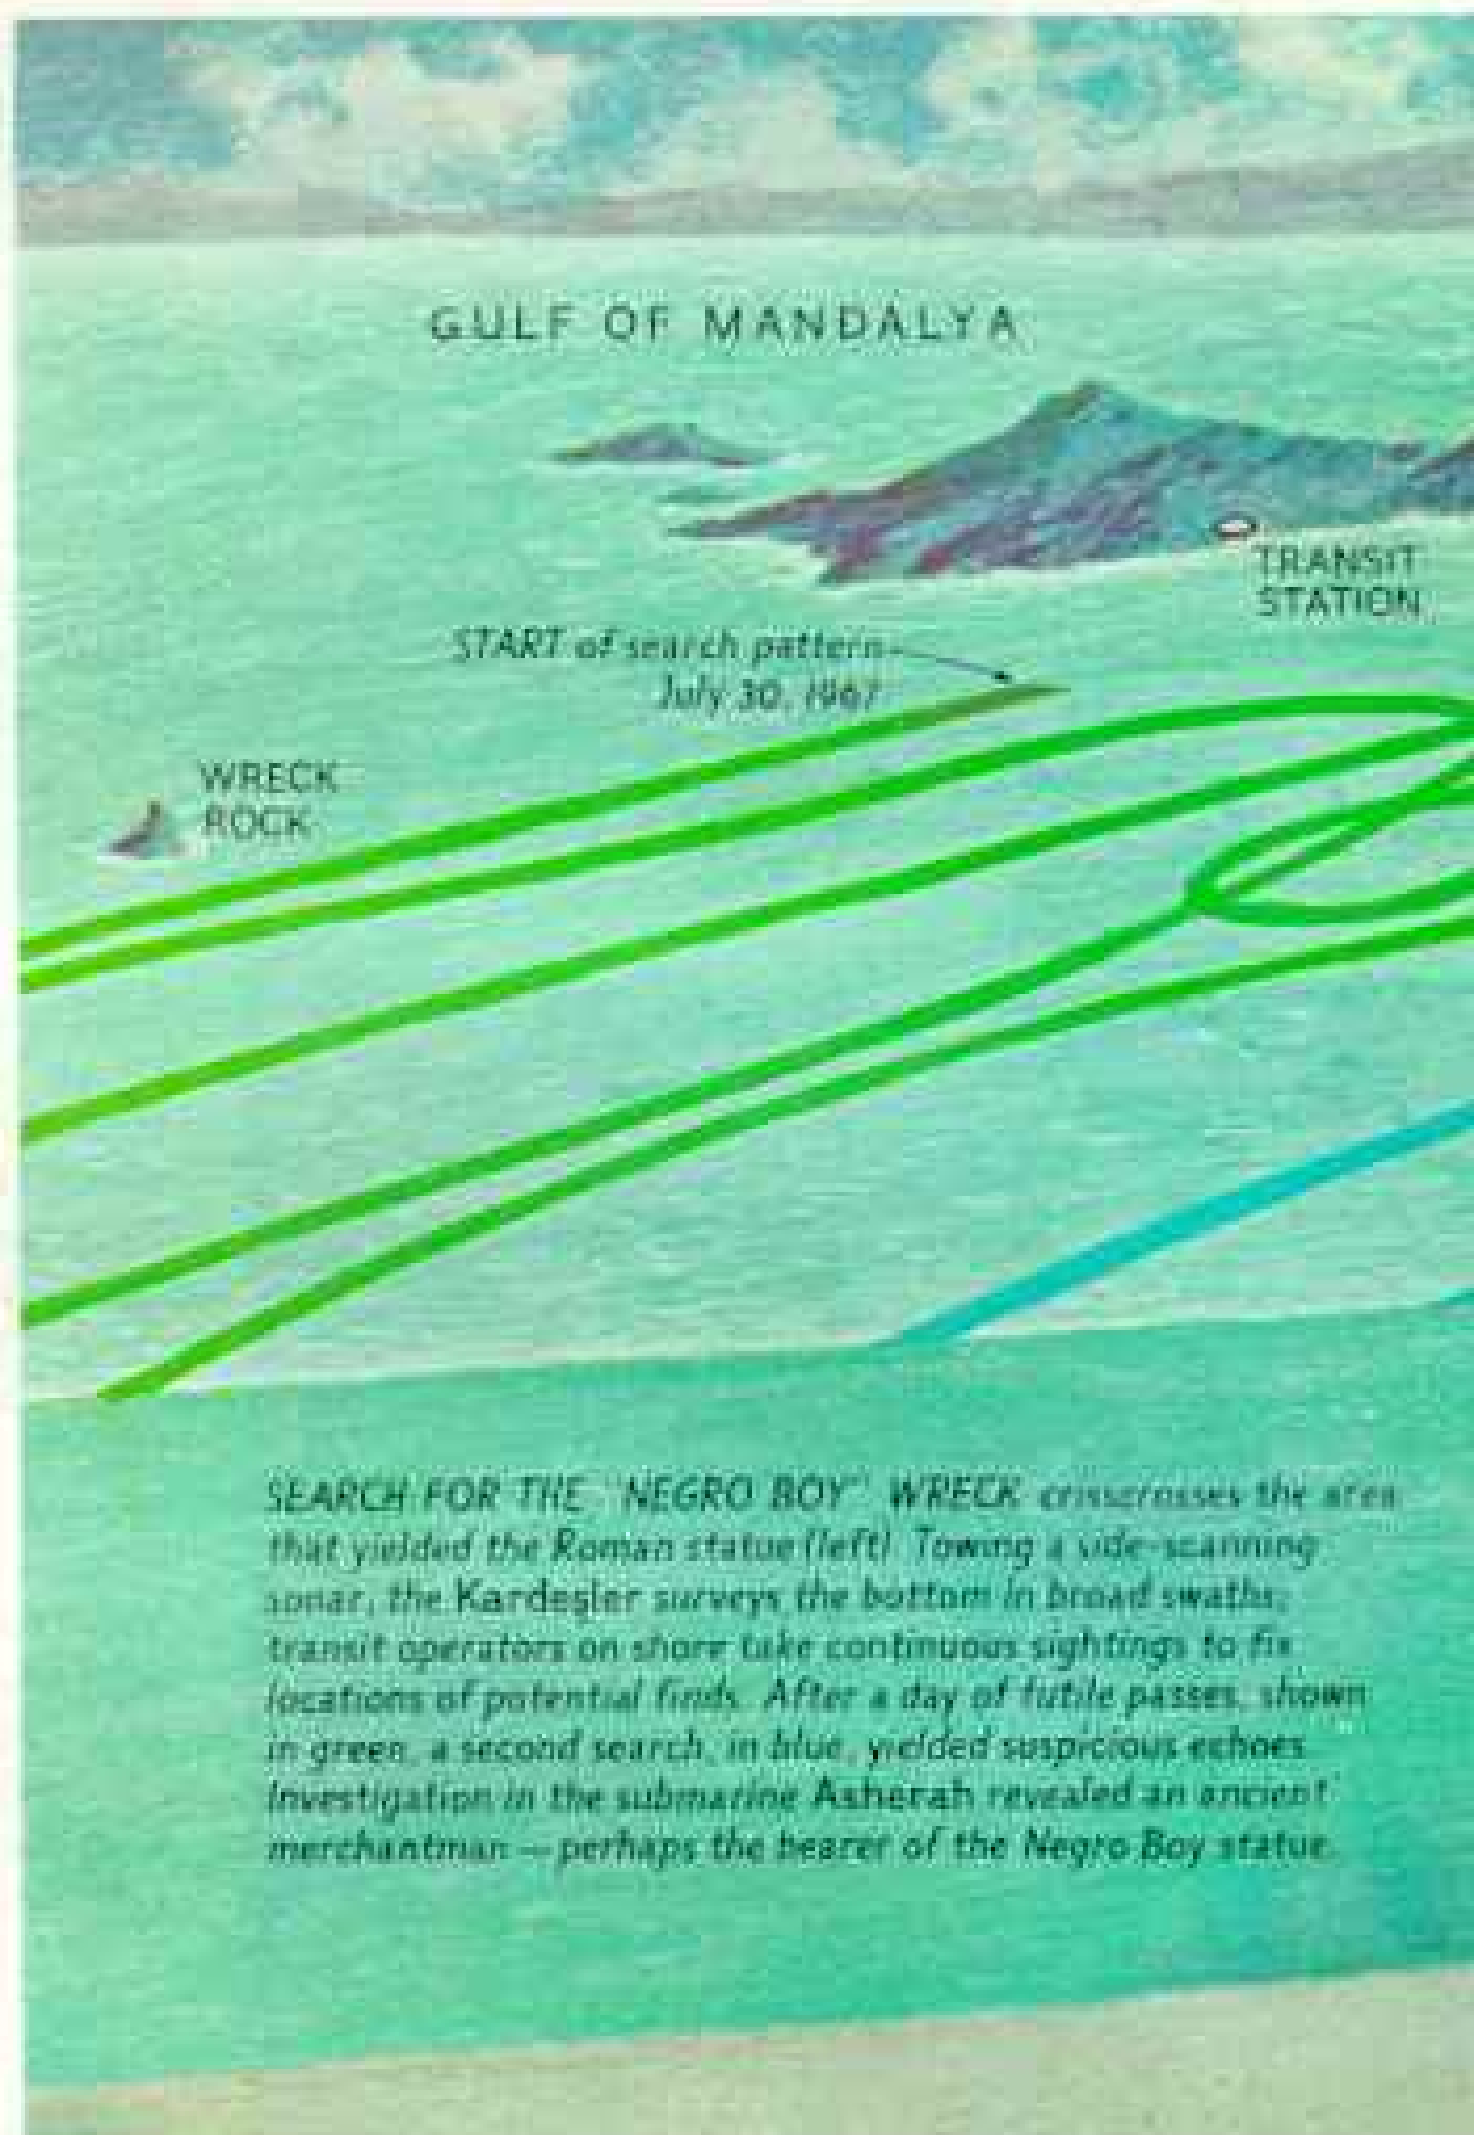 GULF OF MANDALYA
TRANSIT
STATION
START of search pattern
July 30, 1967
WRECK
ROCK
SEARCH FOR THE "NEGRO BOY" WRECK crisscrosses the area
that yielded the Roman statue (left). Towing a side-scanning
sonar, the Kardeşler surveys the bottom in broad swaths;
transit operators on shore take continuous sightings to fix
locations of potential finds. After a day of futile passes, shown
in green, a second search, in blue, yielded suspicious echoes.
Investigation in the submarine Asherah revealed an ancient
merchantman—perhaps the bearer of the Negro Boy statue.